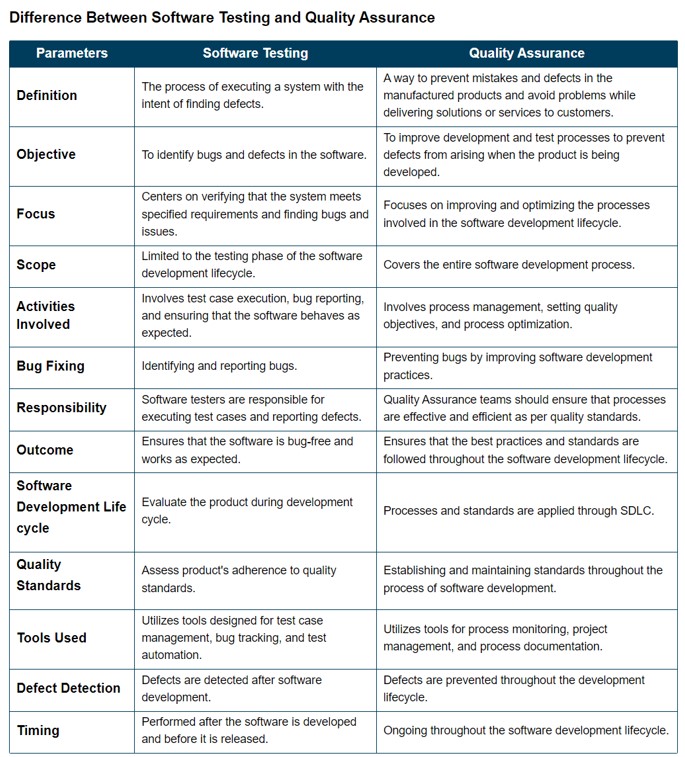 Difference Between Software Testing and Quality Assurance
Parameters
Software Testing
Quality Assurance
Definition
The process of executing a system with the
intent of finding defects.
A way to prevent mistakes and defects in the
manufactured products and avoid problems while
delivering solutions or services to customers.
Objective
To identify bugs and defects in the software.
To improve development and test processes to prevent
defects from arising when the product is being
developed.
Focus
Centers on verifying that the system meets
specified requirements and finding bugs and
issues.
Focuses on improving and optimizing the processes
involved in the software development lifecycle.
Scope
Limited to the testing phase of the software
development lifecycle.
Covers the entire software development process.
Activities
Involved
Involves test case execution, bug reporting,
and ensuring that the software behaves as
expected.
Involves process management, setting quality
objectives, and process optimization.
Bug Fixing
Identifying and reporting bugs.
Preventing bugs by improving software development
practices.
Responsibility
Software testers are responsible for
executing test cases and reporting defects.
Quality Assurance teams should ensure that processes
are effective and efficient as per quality standards.
Outcome
Ensures that the software is bug-free and
works as expected.
Ensures that the best practices and standards are
followed throughout the software development lifecycle.
Software
Development Life
cycle
Evaluate the product during development
cycle.
Processes and standards are applied through SDLC.
Quality
Standards
Assess product's adherence to quality
standards.
Establishing and maintaining standards throughout the
process of software development.
Tools Used
Utilizes tools designed for test case
management, bug tracking, and test
automation.
Utilizes tools for process monitoring, project
management, and process documentation.
Defect Detection
Defects are detected after software
development.
Defects are prevented throughout the development
lifecycle.
Timing
Performed after the software is developed
and before it is released.
Ongoing throughout the software development lifecycle.